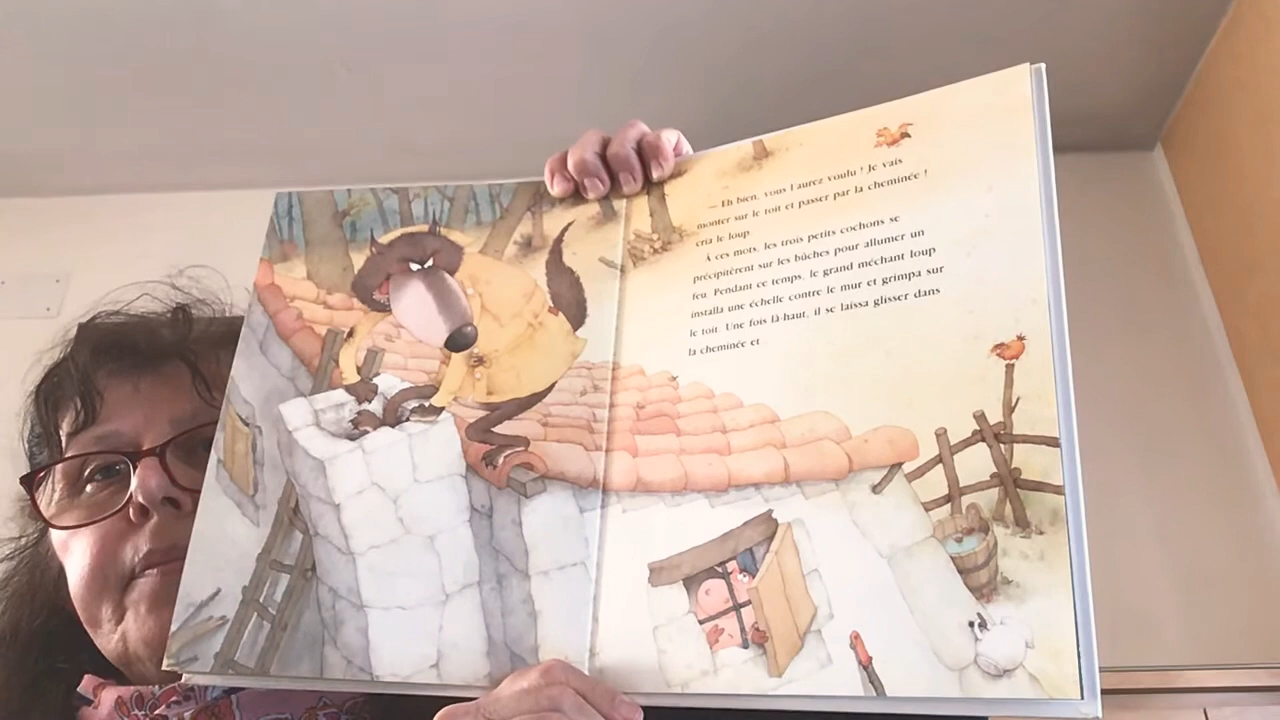 — Eh bien, vous l'aurez voulu ! Je vais
monter sur le toit et passer par la cheminée !
cria le loup.
À ces mots, les trois petits cochons se
précipitèrent sur les bûches pour allumer un
feu. Pendant ce temps, le grand méchant loup
installa une échelle contre le mur et grimpa sur
le toit. Une fois là-haut, il se laissa glisser dans
la cheminée et